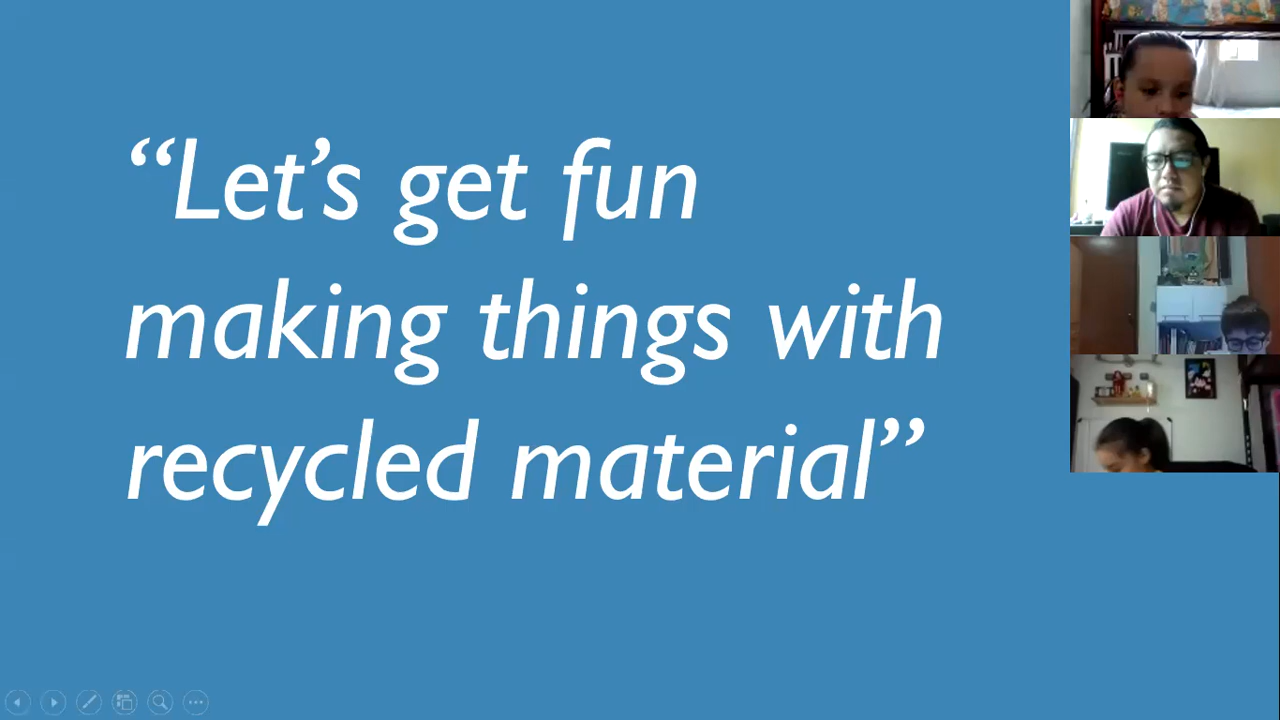 “Let’s get fun
making things with
recycled material”